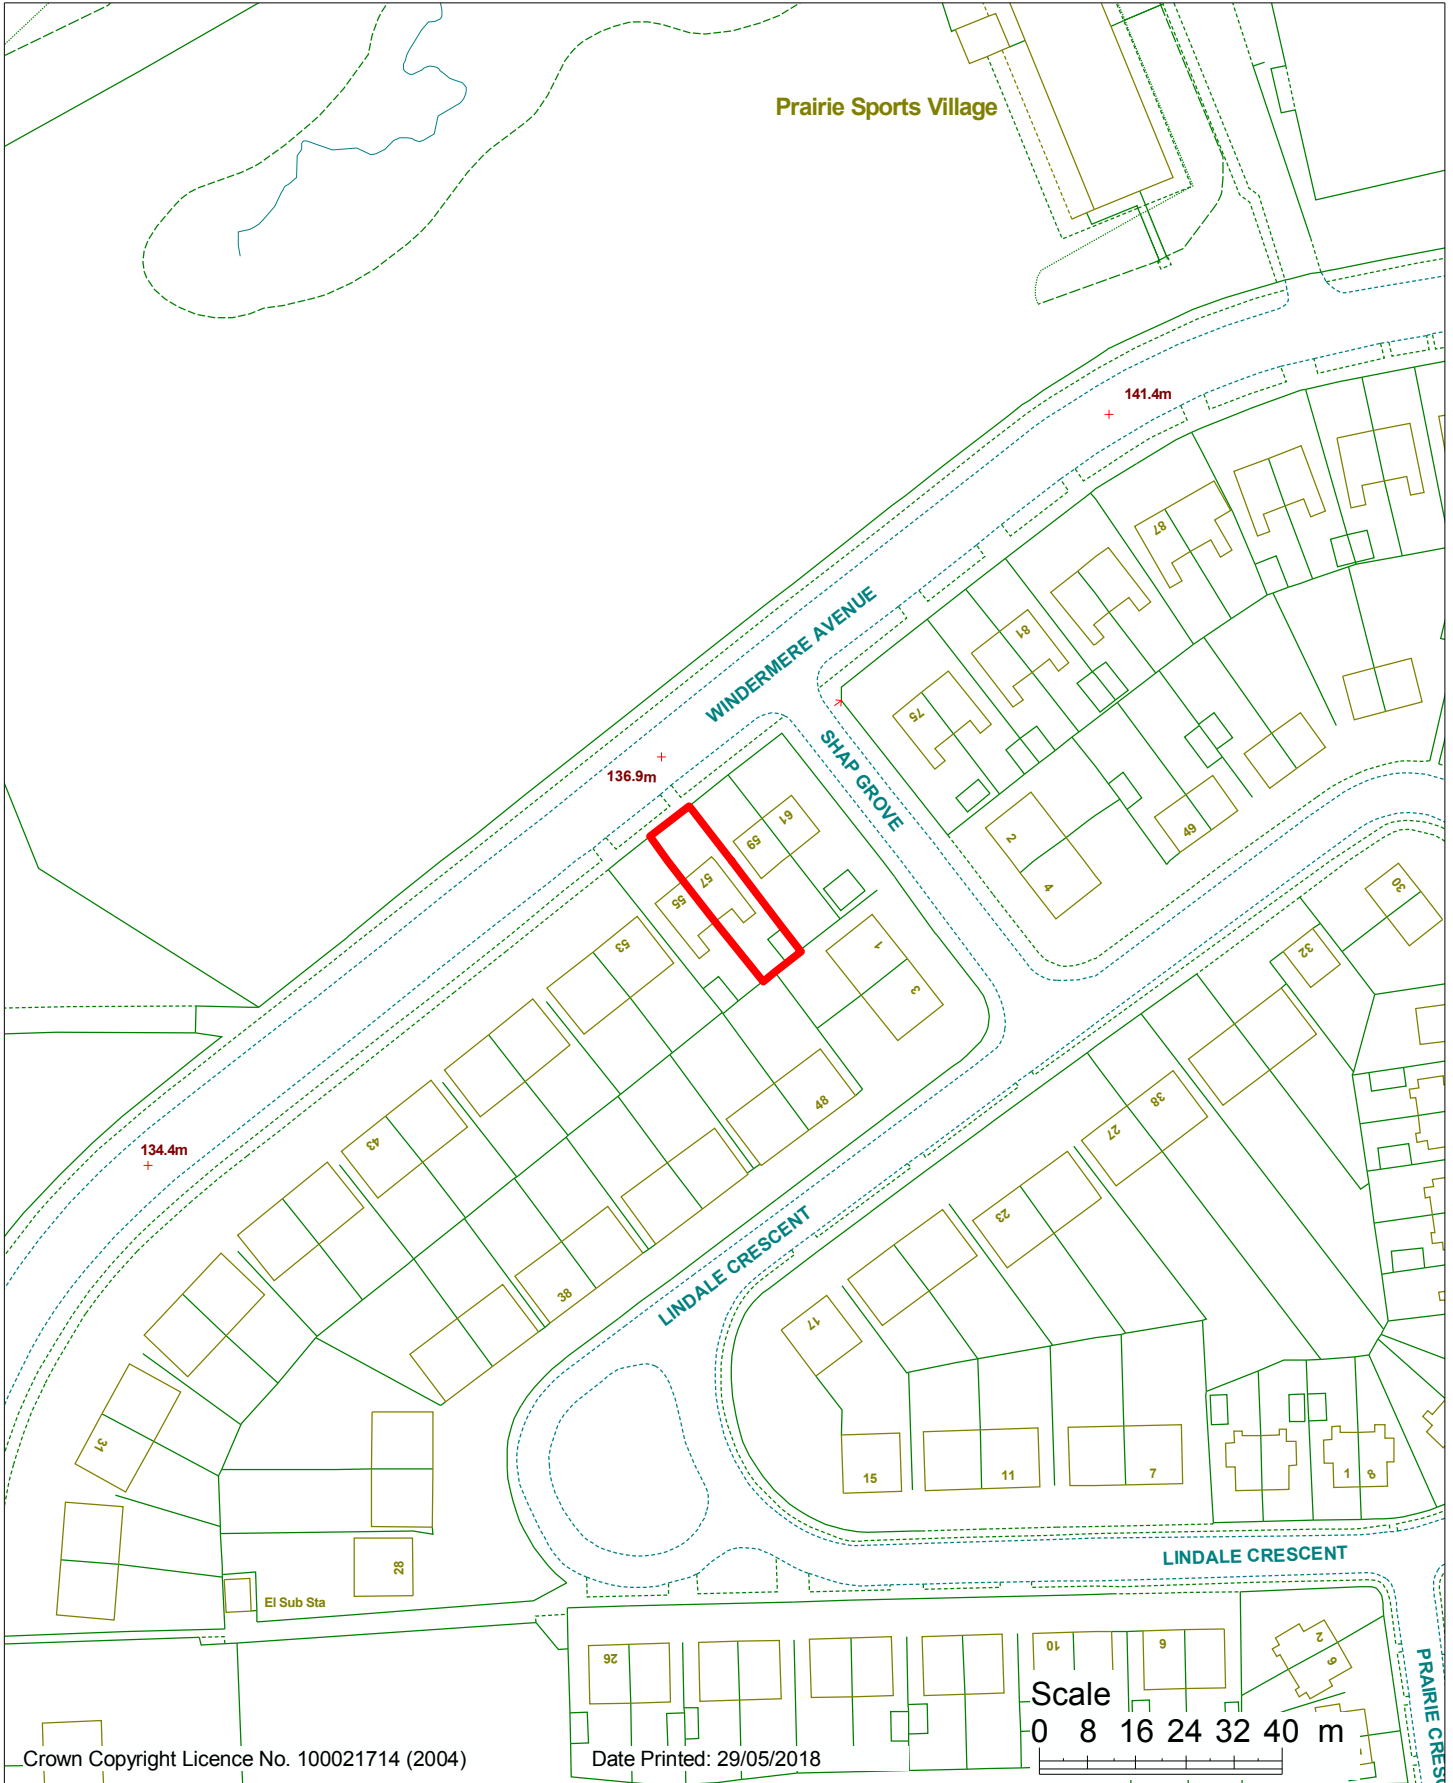 Prairie Sports Village
141.4m
87
WINDERMERE AVENUE
81
75
SHAP GROVE
136.9m
61
59
2
49
4
30
57
55
53
1
32
3
48
38
27
43
134.4m
23
LINDALE CRESCENT
38
17
31
15
11
7
1
8
LINDALE CRESCENT
28
El Sub Sta
26
10
6
2
9
PRAIRIE CRES
Scale
0 8 16 24 32 40 m
Crown Copyright Licence No. 100021714 (2004)
Date Printed: 29/05/2018